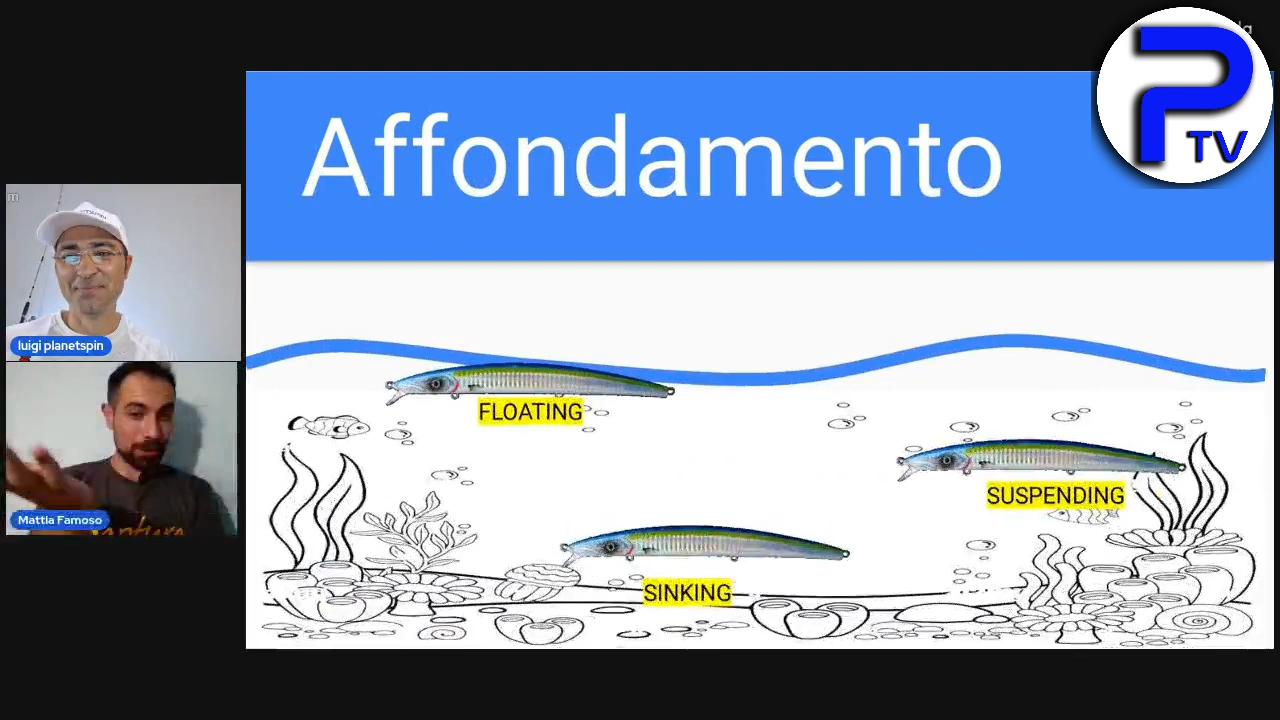 Affondamento
P
TV
m
luigi planetspin
Mattia Famoso
FLOATING
SUSPENDING
SINKING